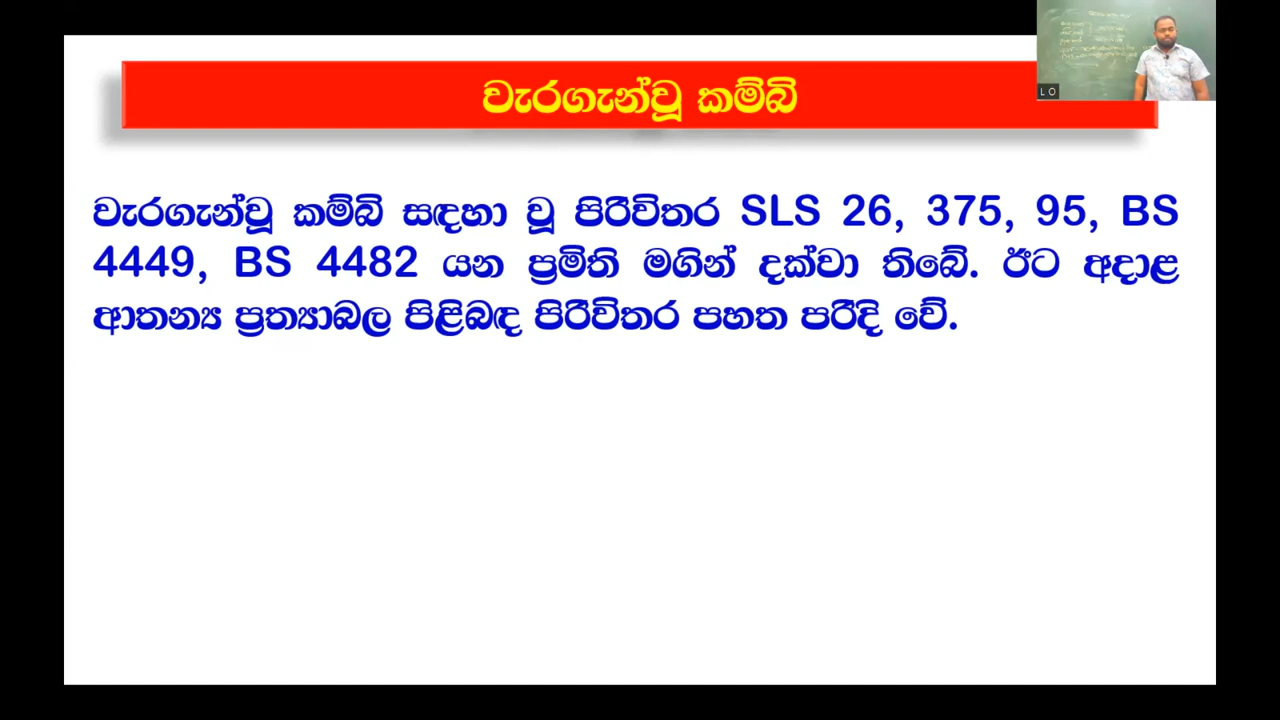 වැරගැන්වූ කම්බි
වැරගැන්වූ කම්බි සඳහා වූ පිරිවිතර SLS 26, 375, 95, BS
4449, BS 4482 යන ප්‍රමිති මගින් දක්වා තිබේ. ඊට අදාළ
ආතන්‍ය ප්‍රත්‍යාබල පිළිබඳ පිරිවිතර පහත පරිදි වේ.
L O